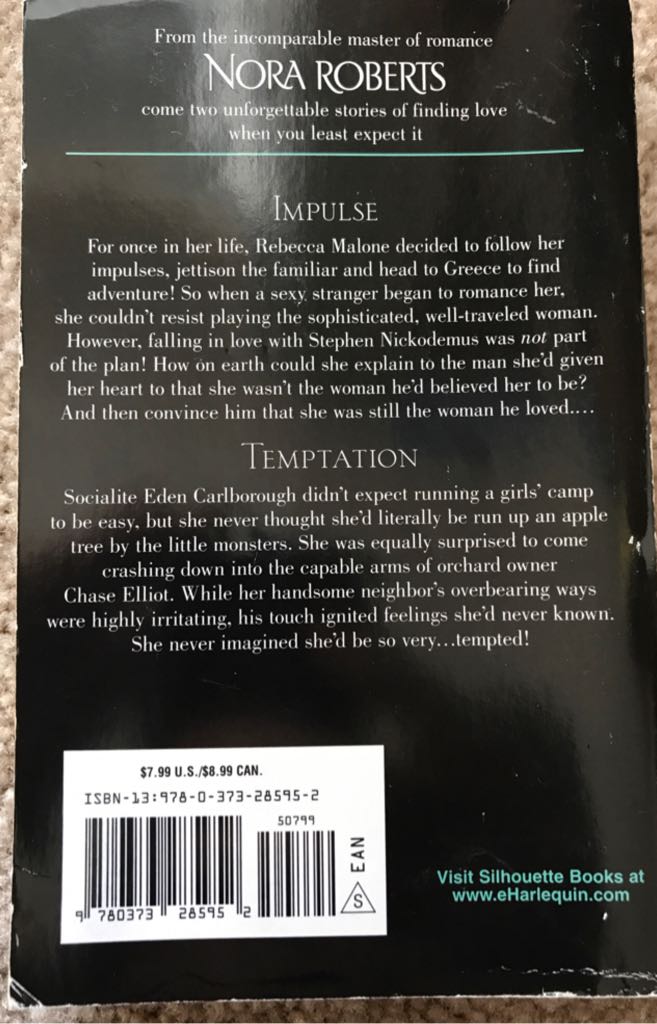 From the incomparable master of romance
NORA ROBERTS
come two unforgettable stories of finding love
when you least expect it
IMPULSE
For once in her life, Rebecca Malone decided to follow her
impulses, jettison the familiar and head to Greece to find
adventure! So when a sexy stranger began to romance her,
she couldn't resist playing the sophisticated, well-traveled woman.
However, falling in love with Stephen Nickodemus was not part
of the plan! How on earth could she explain to the man she'd given
her heart to that she wasn't the woman he'd believed her to be?
And then convince him that she was still the woman he loved....
TEMPTATION
Socialite Eden Carlborough didn't expect running a girls' camp
to be easy, but she never thought she'd literally be run up an apple
tree by the little monsters. She was equally surprised to come
crashing down into the capable arms of orchard owner
Chase Elliot. While her handsome neighbor's overbearing ways
were highly irritating, his touch ignited feelings she'd never known.
She never imagined she'd be so very...tempted!
$7.99 U.S./$8.99 CAN.
ISBN-13:978-0-373-28595-2
50799
EAN
S
9 780373 28595 2
Visit Silhouette Books at
www.eHarlequin.com